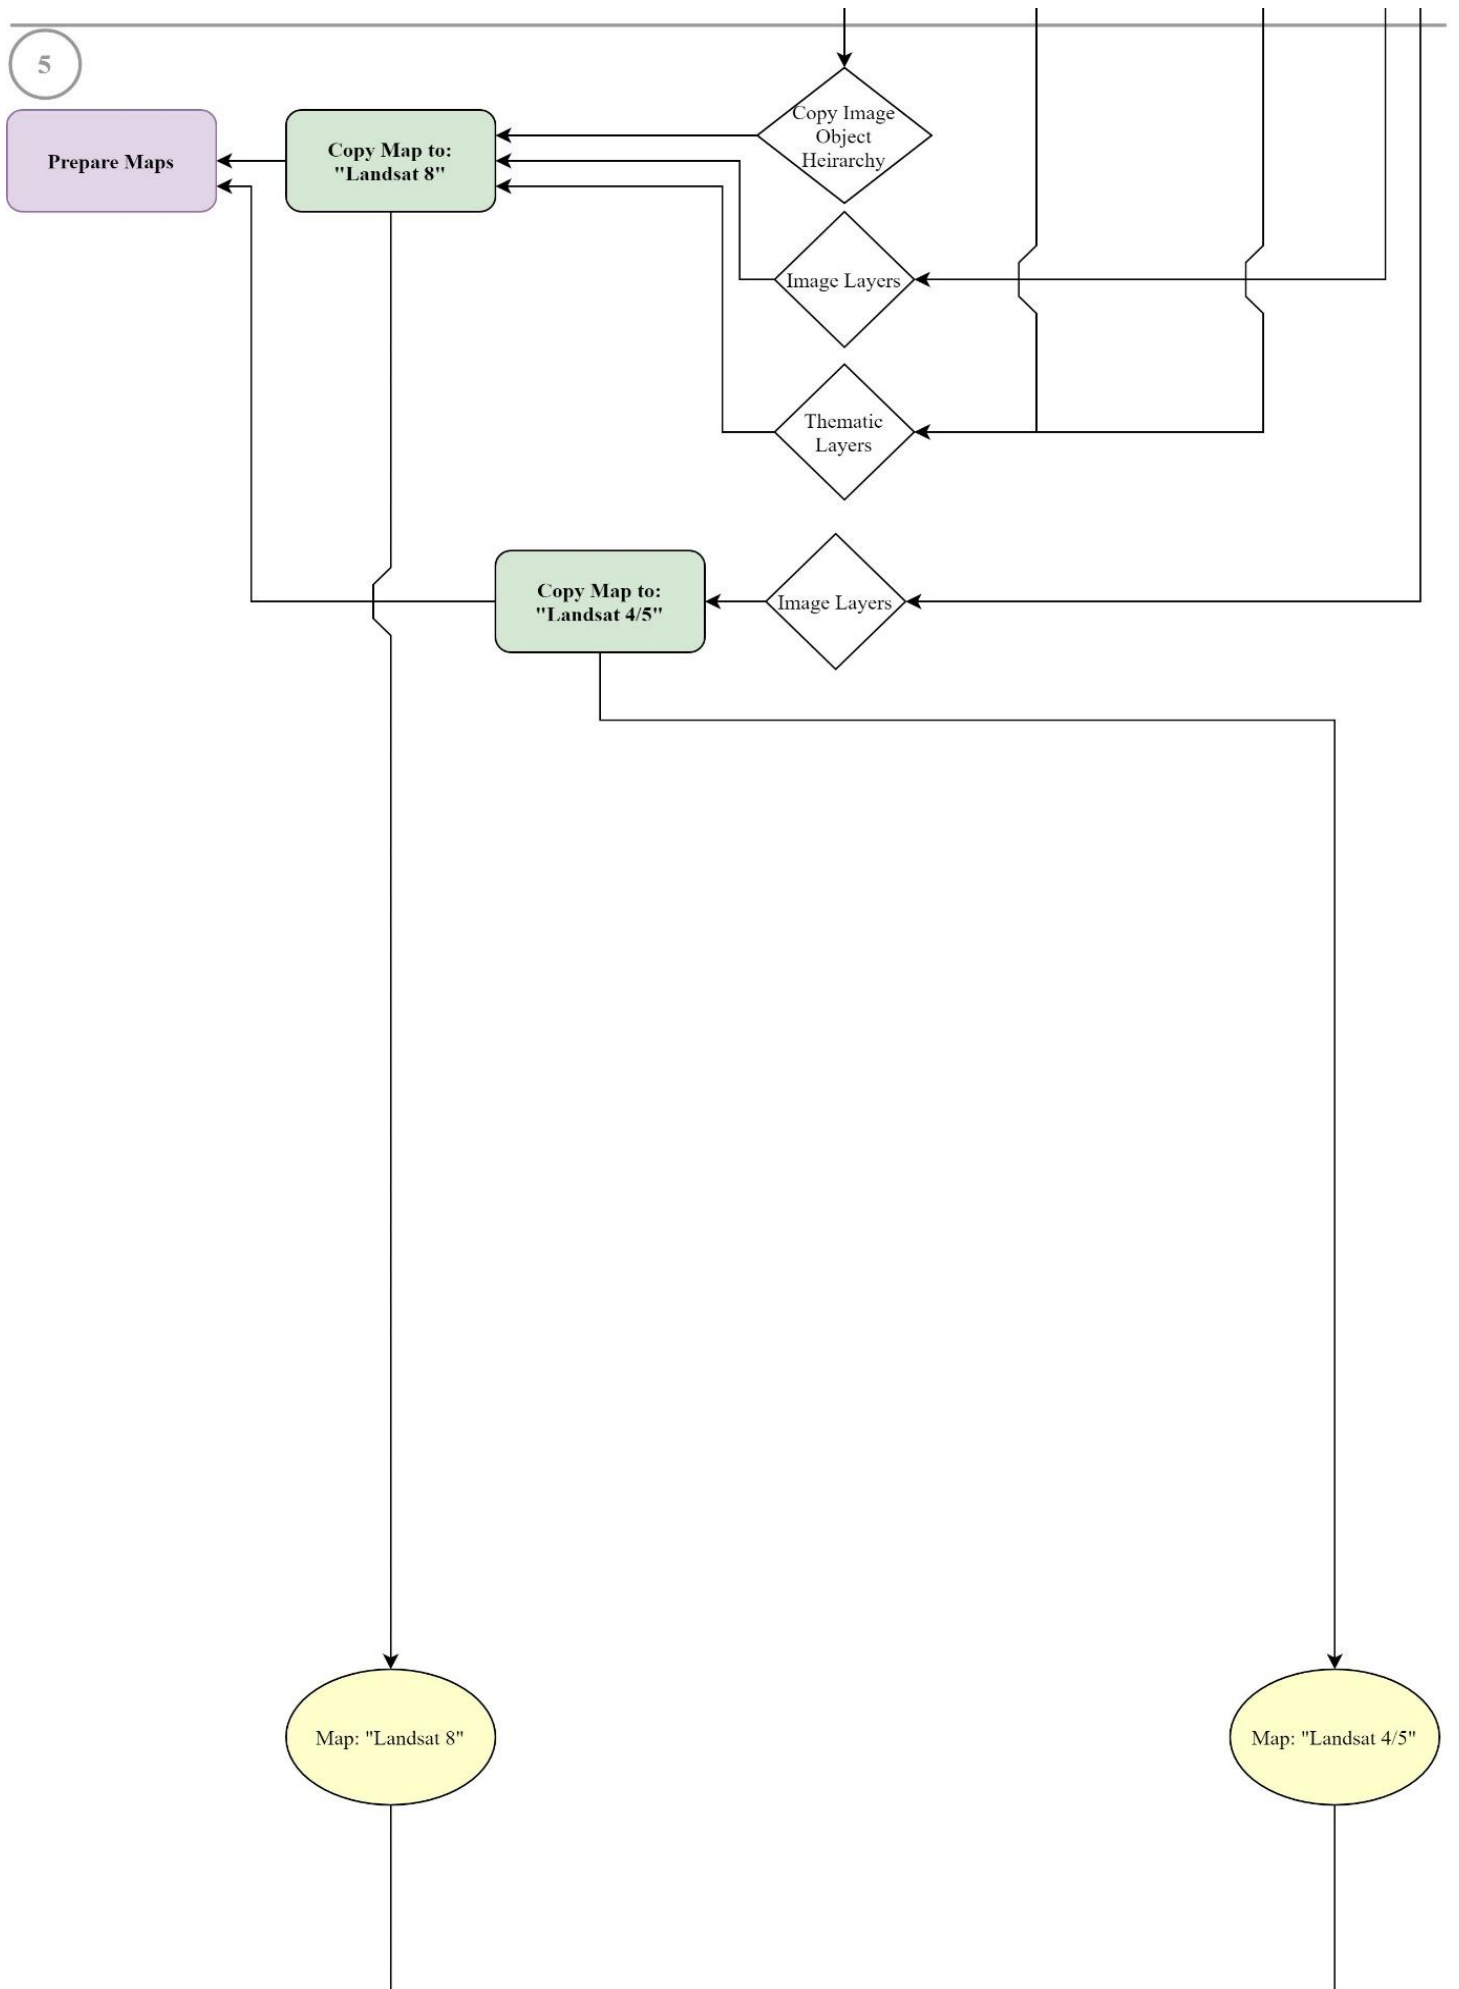 5
Prepare Maps
Copy Map to:
"Landsat 8"
Copy Image
Object
Heirarchy
Image Layers
Thematic
Layers
Copy Map to:
"Landsat 4/5"
Image Layers
Map: "Landsat 8"
Map: "Landsat 4/5"